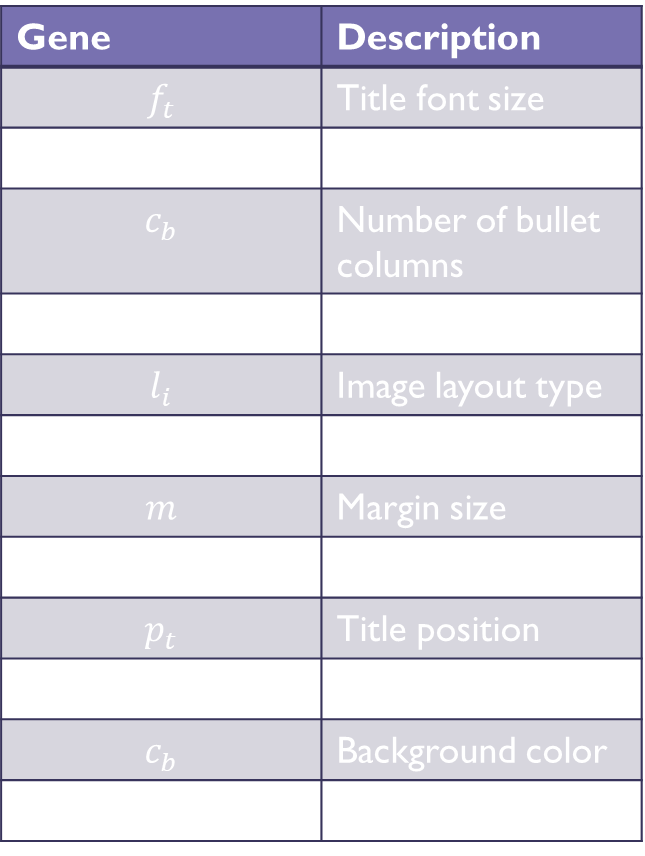 Gene Description
f_t Title font size
c_b Number of bullet
columns
l_i Image layout type
m Margin size
p_t Title position
c_b Background color